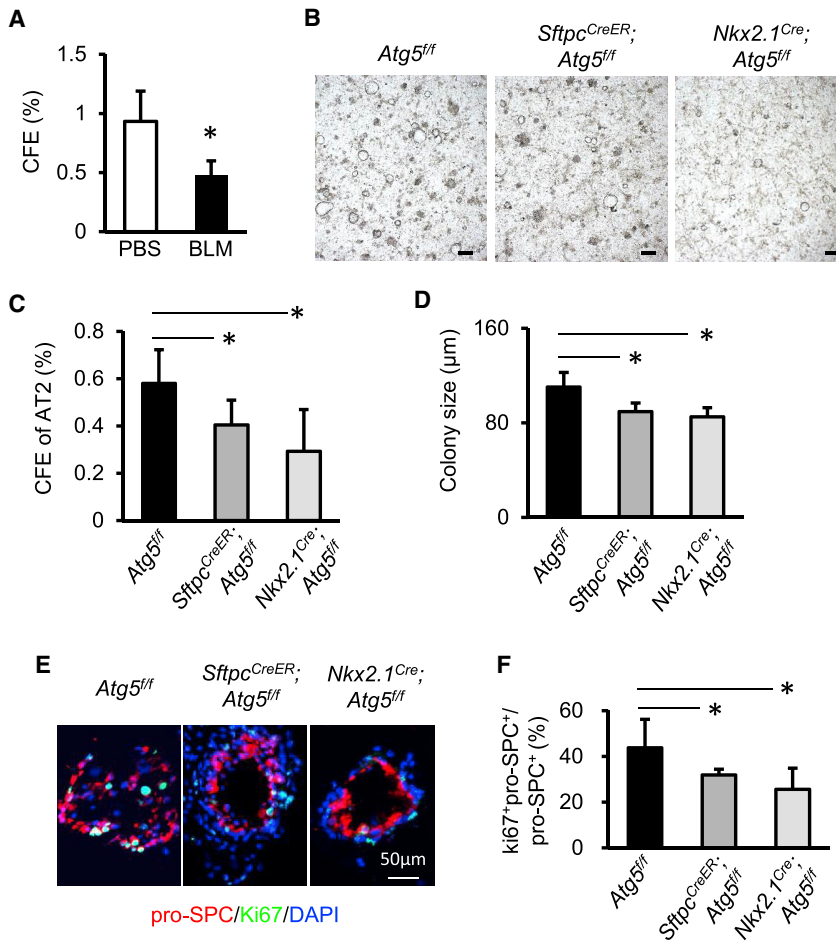 A
1.5
1
0.5
0
CFE (%)
*
PBS BLM
B
Atg5f/f
SftpcCreER;
Atg5f/f
Nkx2.1Cre;
Atg5f/f
C
0.8
0.6
0.4
0.2
0
CFE of AT2 (%)
*
*
Atg5f/f
SftpcCreER;
Atg5f/f
Nkx2.1Cre;
Atg5f/f
D
160
80
0
Colony size (µm)
*
*
Atg5f/f
SftpcCreER;
Atg5f/f
Nkx2.1Cre;
Atg5f/f
E
Atg5f/f
SftpcCreER;
Atg5f/f
Nkx2.1Cre;
Atg5f/f
50µm
pro-SPC/Ki67/DAPI
F
60
40
20
0
ki67+pro-SPC+/
pro-SPC+ (%)
*
*
Atg5f/f
SftpcCreER;
Atg5f/f
Nkx2.1Cre;
Atg5f/f